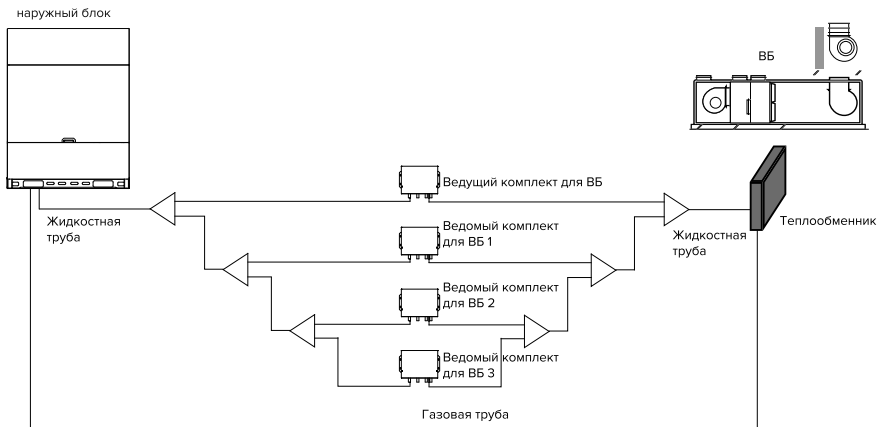 наружный блок
ВБ
Ведущий комплект для ВБ
Жидкостная
труба
Ведомый комплект
для ВБ 1
Жидкостная
труба
Теплообменник
Ведомый комплект
для ВБ 2
Ведомый комплект
для ВБ 3
Газовая труба